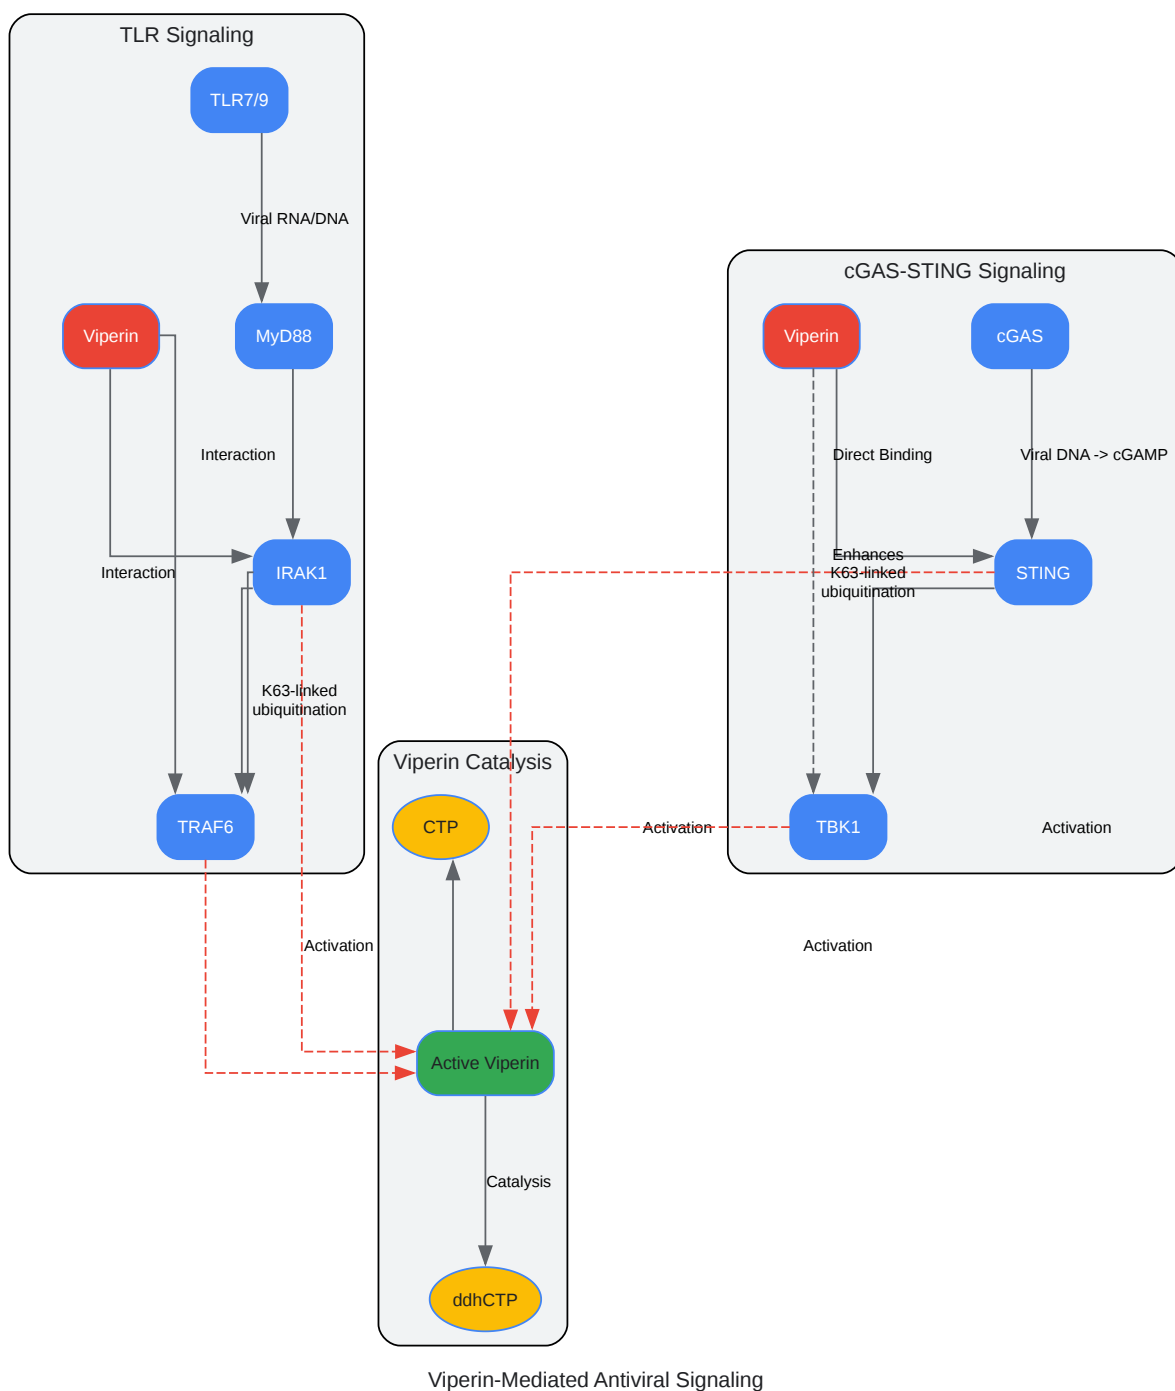 TLR Signaling
TLR7/9
Viral RNA/DNA
cGAS-STING Signaling
Viperin
MyD88
Viperin
cGAS
Interaction
Direct Binding
Viral DNA -> cGAMP
Interaction
IRAK1
Enhances
K63-linked
ubiquitination
STING
K63-linked
ubiquitination
Viperin Catalysis
TRAF6
CTP
Activation
TBK1
Activation
Activation
Activation
Active Viperin
Catalysis
ddhCTP
Viperin-Mediated Antiviral Signaling